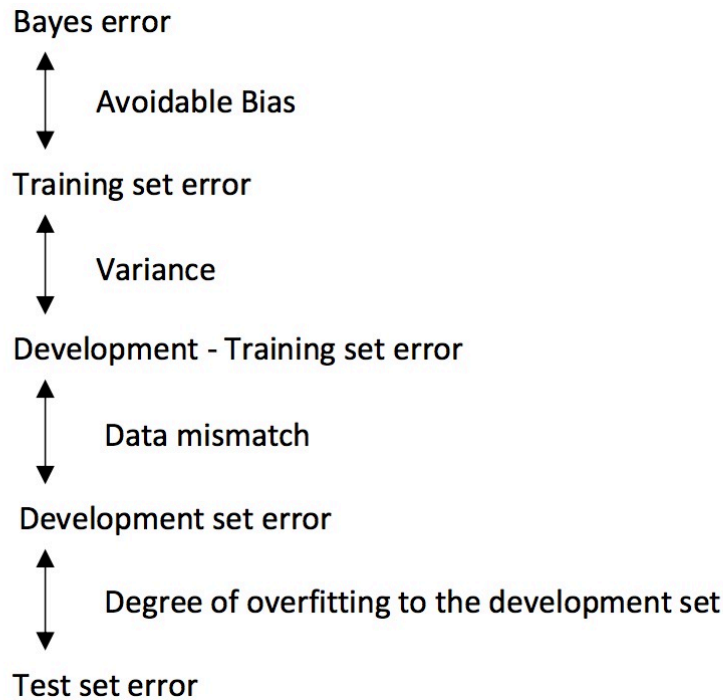 Bayes error
Avoidable Bias
Training set error
Variance
Development - Training set error
Data mismatch
Development set error
Degree of overfitting to the development set
Test set error